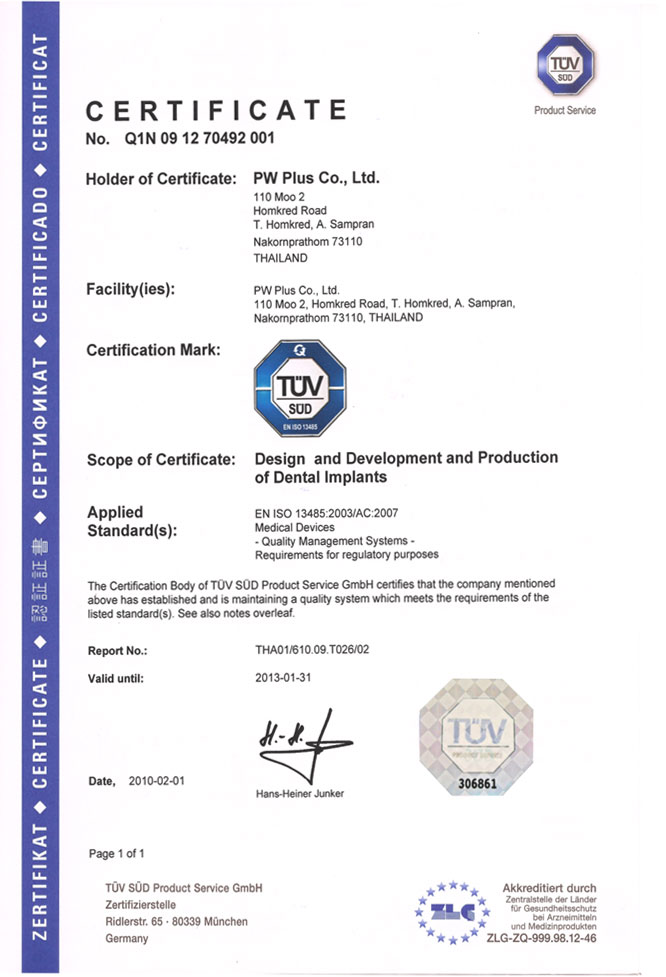 ZERTIFIKAT ◆ CERTIFICATE ◆ 認証証書 ◆ СЕРТИФИКАТ ◆ CERTIFICADO ◆ CERTIFICAT
TÜV
SÜD
Product Service
CERTIFICATE
No. Q1N 09 12 70492 001
Holder of Certificate: PW Plus Co., Ltd.
110 Moo 2
Homkred Road
T. Homkred, A. Sampran
Nakornprathom 73110
THAILAND
Facility(ies): PW Plus Co., Ltd.
110 Moo 2, Homkred Road, T. Homkred, A. Sampran,
Nakornprathom 73110, THAILAND
Certification Mark:
Q
TÜV
SÜD
EN ISO 13485
Scope of Certificate: Design and Development and Production
of Dental Implants
Applied EN ISO 13485:2003/AC:2007
Standard(s): Medical Devices
- Quality Management Systems -
Requirements for regulatory purposes
The Certification Body of TÜV SÜD Product Service GmbH certifies that the company mentioned
above has established and is maintaining a quality system which meets the requirements of the
listed standard(s). See also notes overleaf.
Report No.: THA01/610.09.T026/02
Valid until: 2013-01-31
H.-H. J
TÜV
PRODUCT SERVICE
306861
Date, 2010-02-01
Hans-Heiner Junker
Page 1 of 1
TÜV SÜD Product Service GmbH
Zertifizierstelle
Ridlerstr. 65 · 80339 München
Germany
ZLG
Akkreditiert durch
Zentralstelle der Länder
für Gesundheitsschutz
bei Arzneimitteln
und Medizinprodukten
ZLG-ZQ-999.98.12-46